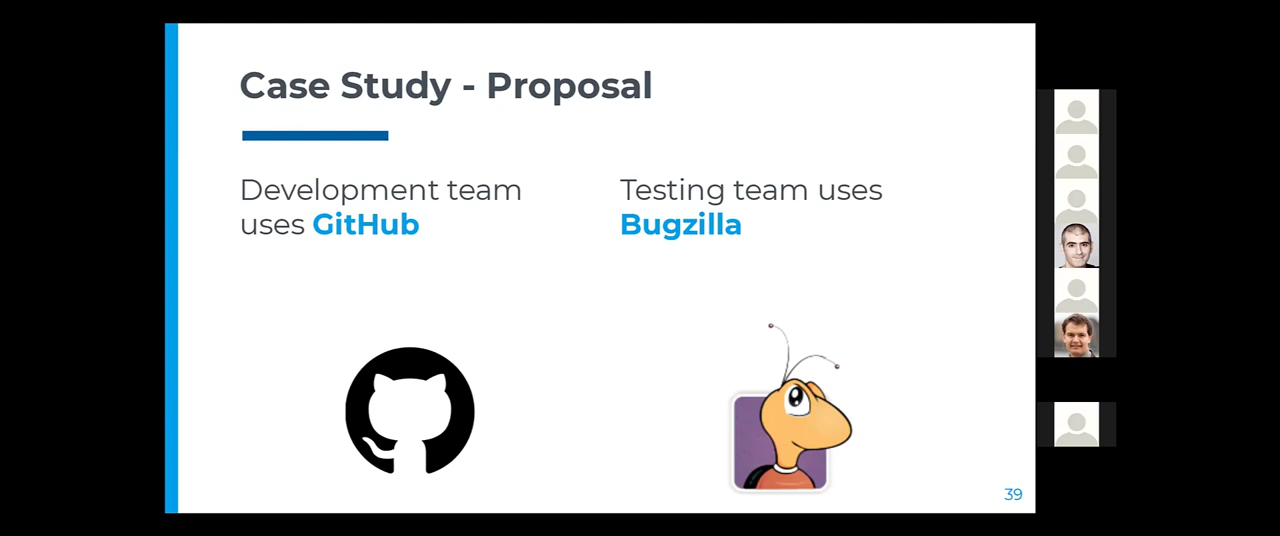 Case Study - Proposal
Development team
uses GitHub
Testing team uses
Bugzilla
39